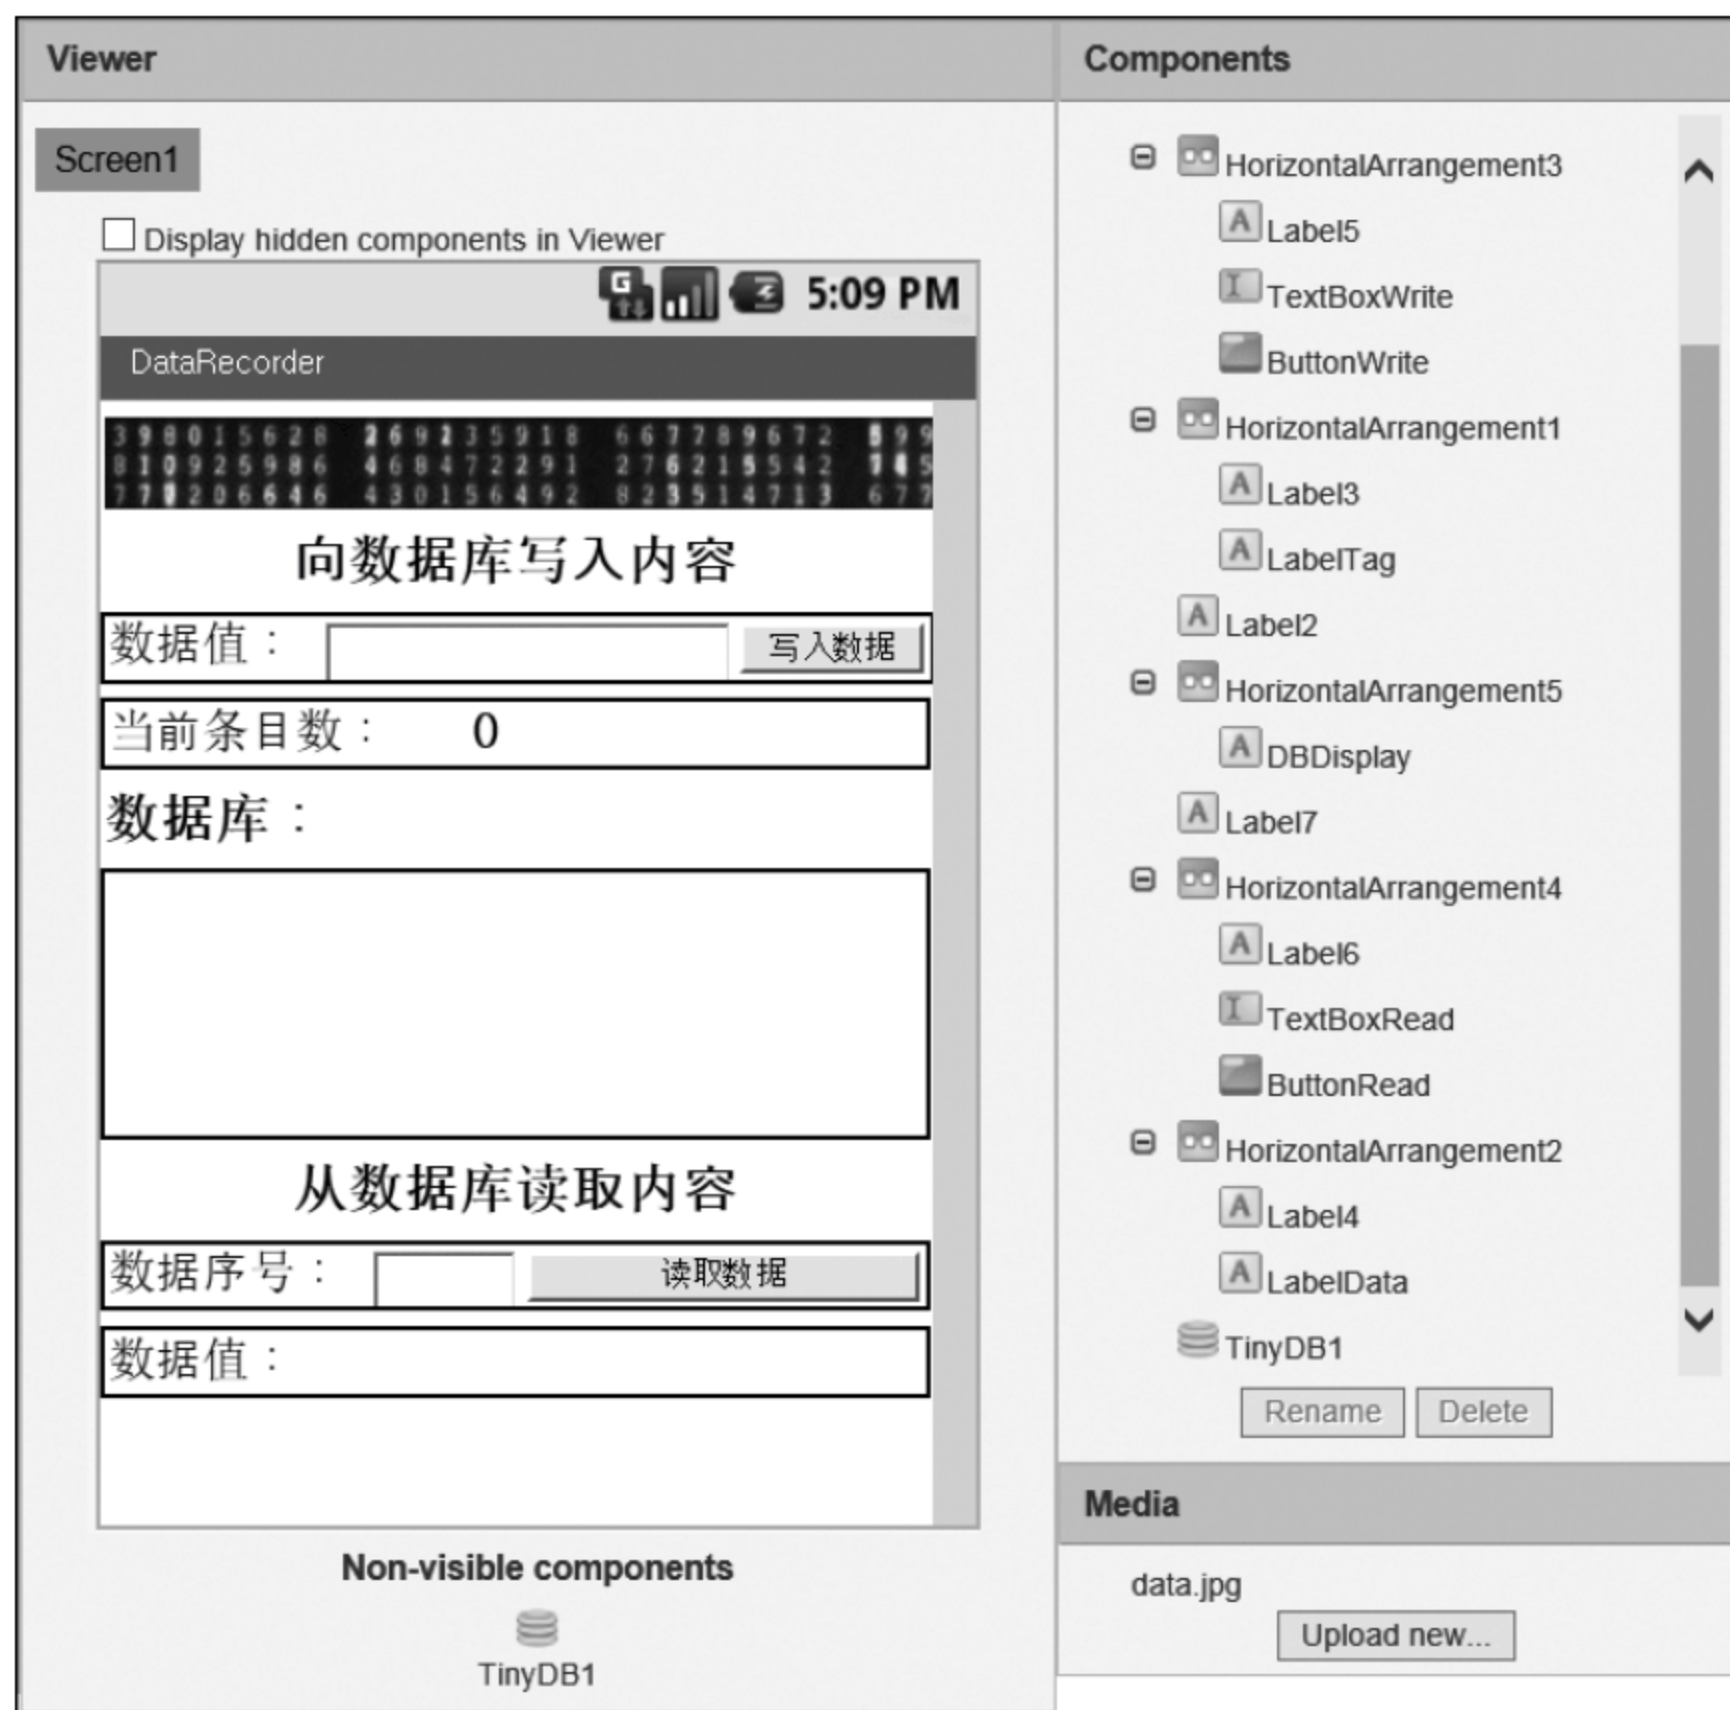 Viewer
Screen1
Display hidden components in Viewer
5:09 PM
DataRecorder
向数据库写入内容
数据值：
写入数据
当前条目数： 0
数据库：
从数据库读取内容
数据序号：
读取数据
数据值：
Non-visible components
TinyDB1
Components
HorizontalArrangement3
Label5
TextBoxWrite
ButtonWrite
HorizontalArrangement1
Label3
LabelTag
Label2
HorizontalArrangement5
DBDisplay
Label7
HorizontalArrangement4
Label6
TextBoxRead
ButtonRead
HorizontalArrangement2
Label4
LabelData
TinyDB1
Rename Delete
Media
data.jpg
Upload new...